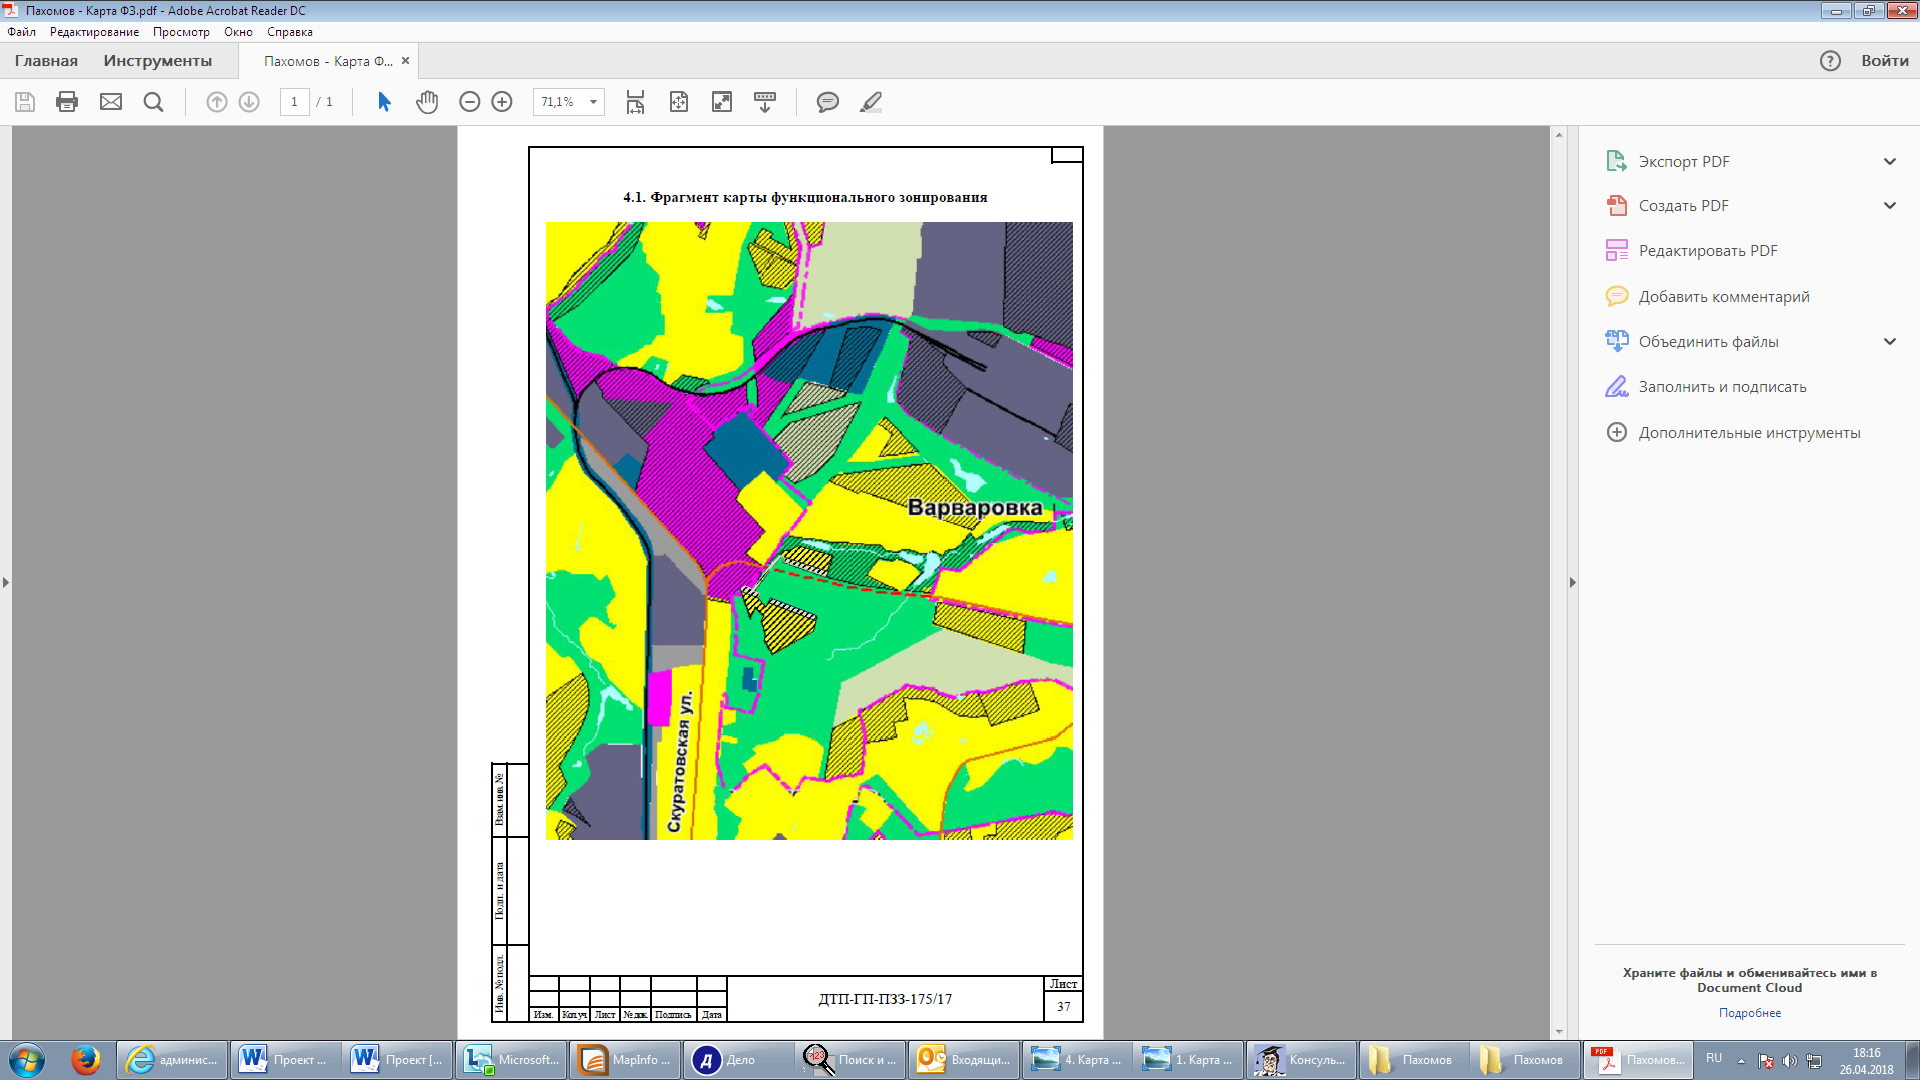 Пахомов - Карта ФЗ.pdf - Adobe Acrobat Reader DC
Файл Редактирование Просмотр Окно Справка
Главная Инструменты Пахомов - Карта Ф... ×
Войти
1 / 1
71,1%
4.1. Фрагмент карты функционального зонирования
Варваровка
Скуратовская ул.
Взам. инв. №
Подп. и дата
Инв. № подл.
Изм. Кол.уч Лист № док. Подпись Дата
ДТП-ГП-ПЗЗ-175/17
Лист
37
Экспорт PDF
Создать PDF
Редактировать PDF
Добавить комментарий
Объединить файлы
Заполнить и подписать
Дополнительные инструменты
Храните файлы и обменивайтесь ими в
Document Cloud
Подробнее
админис... Проект ... Проект [... Microsoft... MapInfo ... Дело Поиск и ... Входящи... 4. Карта ... 1. Карта ... Консуль... Пахомов Пахомов Пахомов...
RU
18:16
26.04.2018